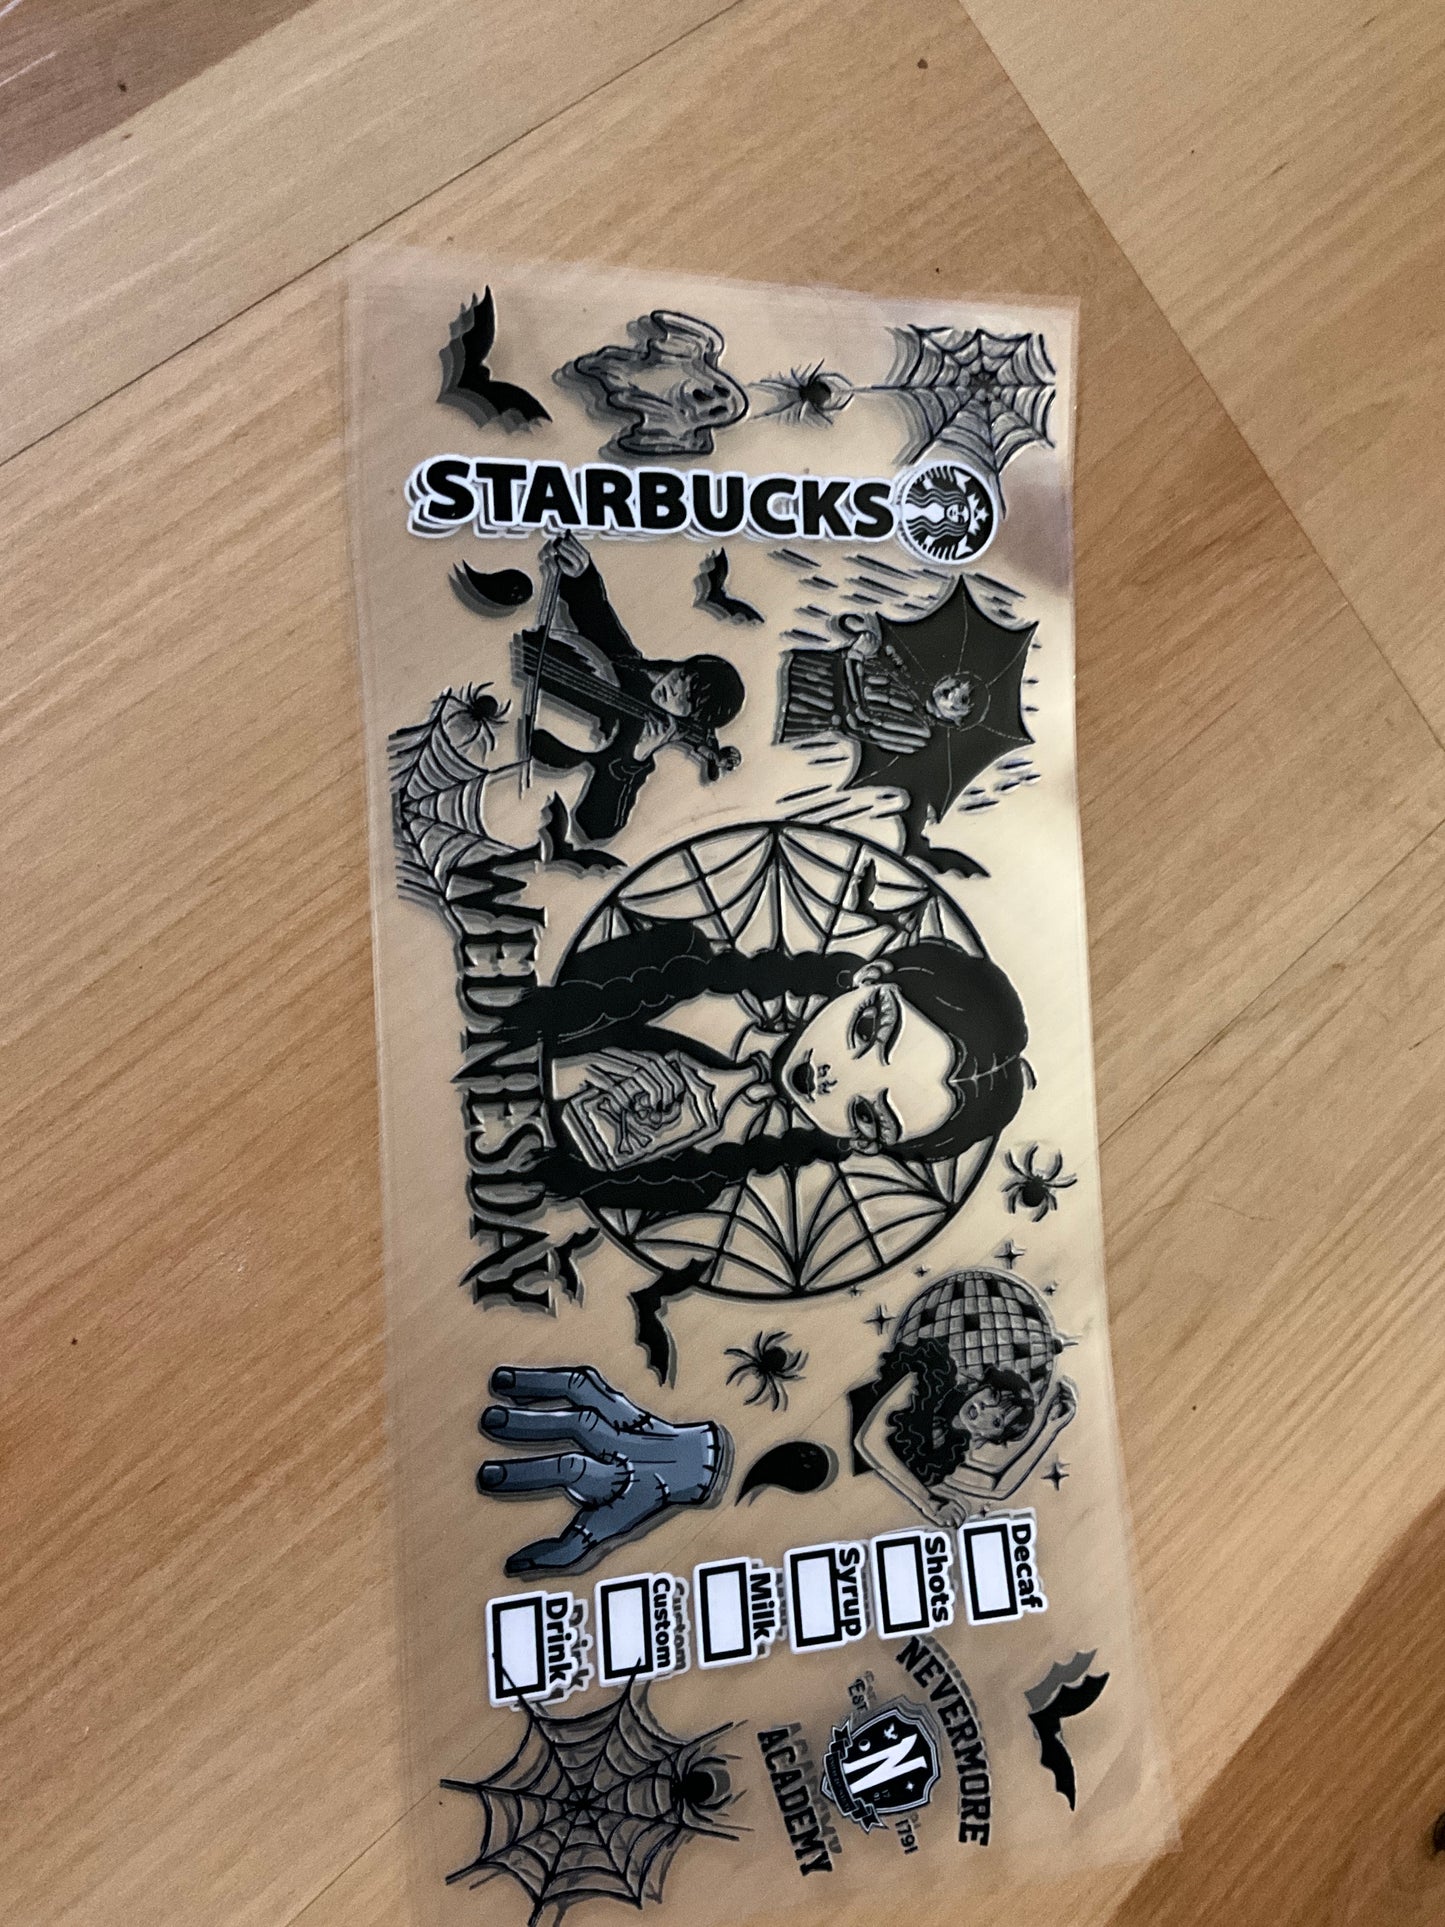 STARBUCKS
WEDNESDAY
Decaf
Shots
Syrup
Milk
Custom
Drink
NEVERMORE
EST
1791
N
ACADEMY